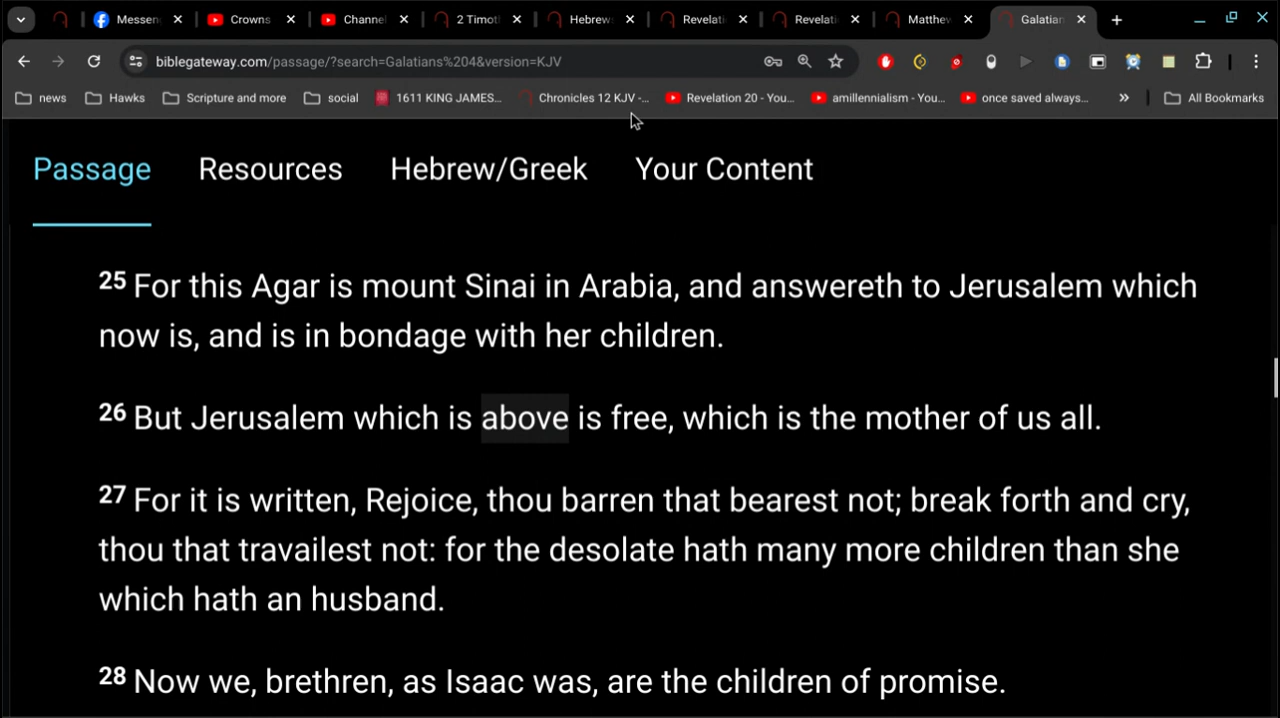 Messen Crowns Channel 2 Timot Hebrew Revelati Revelati Matthew Galatian
biblegateway.com/passage/?search=Galatians%204&version=KJV
news Hawks Scripture and more social 1611 KING JAMES... Chronicles 12 KJV -... Revelation 20 - You... amillennialism - You... once saved always... » All Bookmarks
Passage Resources Hebrew/Greek Your Content
25 For this Agar is mount Sinai in Arabia, and answereth to Jerusalem which
now is, and is in bondage with her children.
26 But Jerusalem which is above is free, which is the mother of us all.
27 For it is written, Rejoice, thou barren that bearest not; break forth and cry,
thou that travailest not: for the desolate hath many more children than she
which hath an husband.
28 Now we, brethren, as Isaac was, are the children of promise.